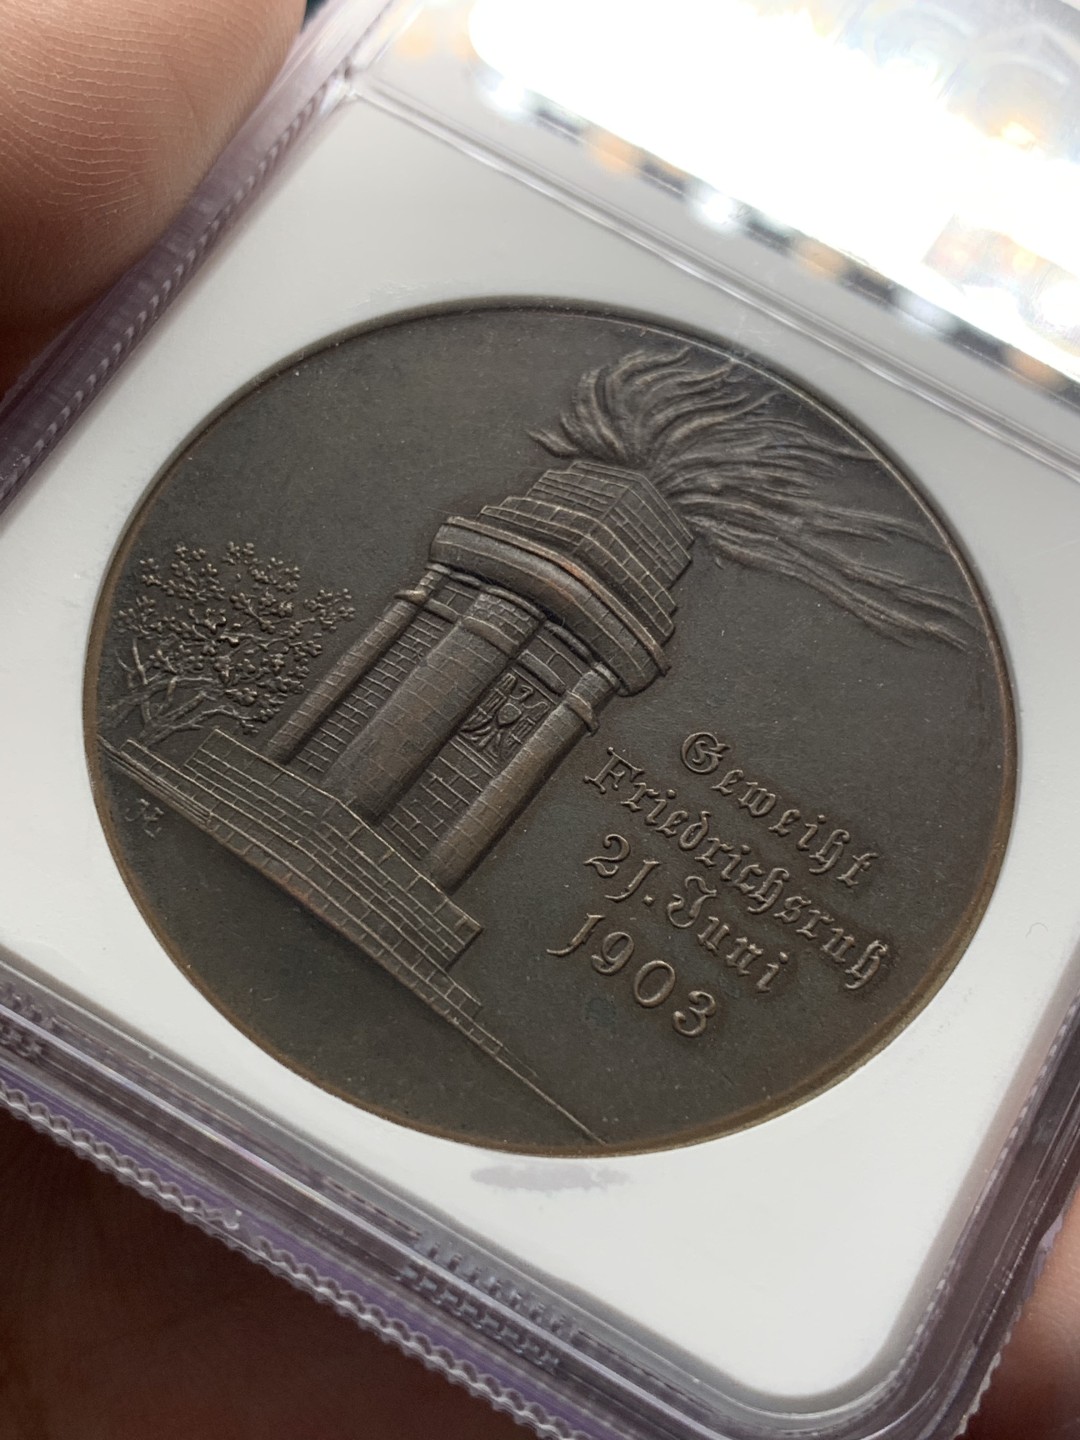 Geweiht
Friedrichsruh
21. Juni
1903